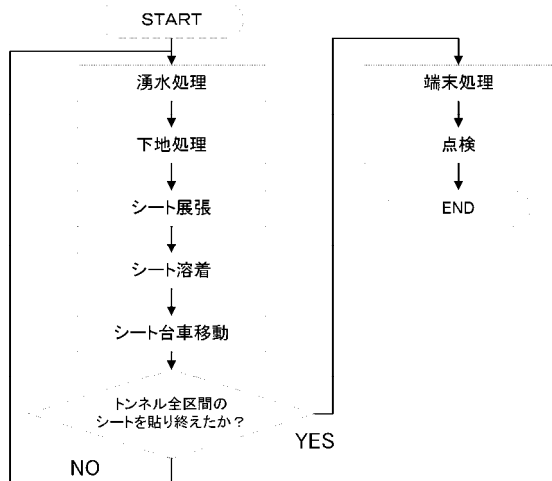 START
湧水処理
下地処理
シート展張
シート溶着
シート台車移動
トンネル全区間の
シートを貼り終えたか？
NO
YES
端末処理
点検
END